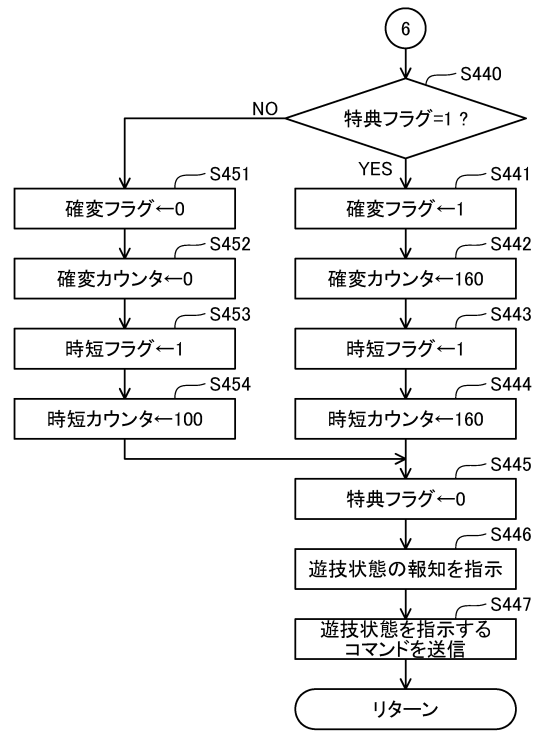 6
S440
特典フラグ=1 ?
NO
YES
S451
確変フラグ←0
S441
確変フラグ←1
S452
確変カウンタ←0
S442
確変カウンタ←160
S453
時短フラグ←1
S443
時短フラグ←1
S454
時短カウンタ←100
S444
時短カウンタ←160
S445
特典フラグ←0
S446
遊技状態の報知を指示
S447
遊技状態を指示する
コマンドを送信
リターン